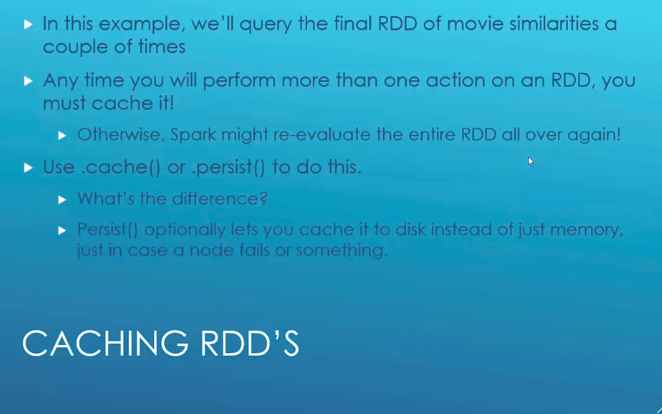 In this example, we'll query the final RDD of movie similarities a
couple of times
Any time you will perform more than one action on an RDD, you
must cache it!
Otherwise, Spark might re-evaluate the entire RDD all over again!
Use .cache() or .persist() to do this.
What's the difference?
Persist() optionally lets you cache it to disk instead of just memory,
just in case a node fails or something.
CACHING RDD'S